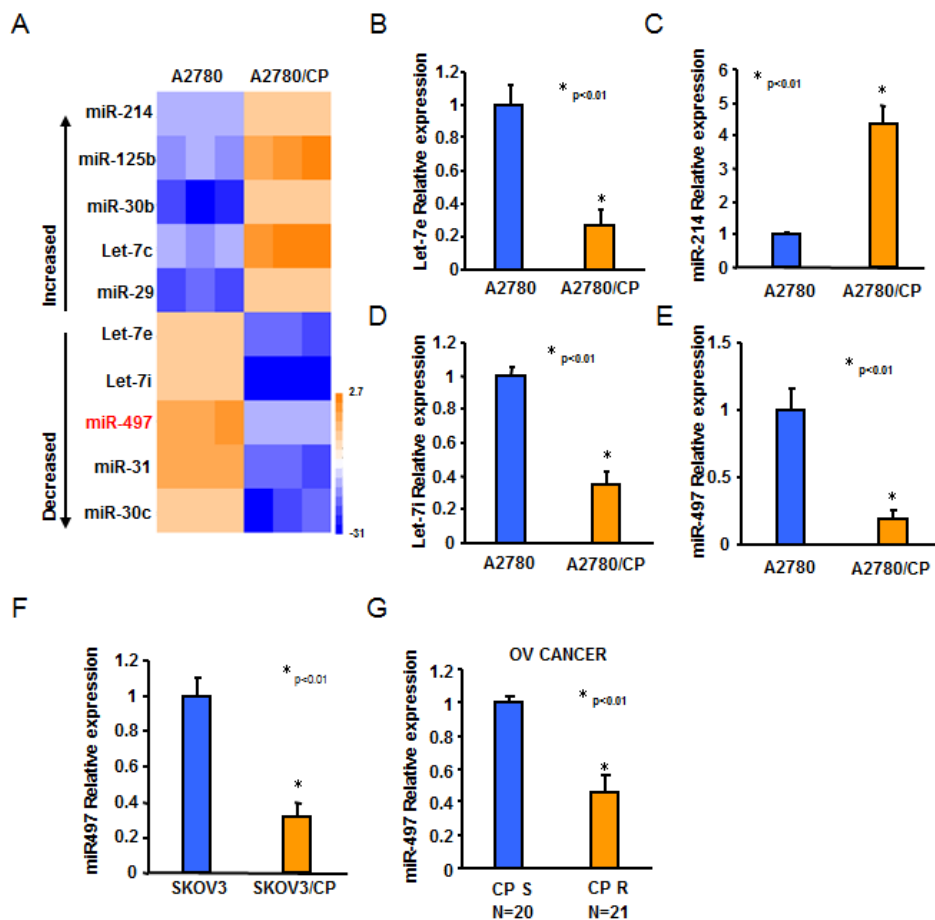 A
A2780 A2780/CP
Increased
Decreased
miR-214
miR-125b
miR-30b
Let-7c
miR-29
Let-7e
Let-7i
miR-497
miR-31
miR-30c
2.7
-31
B
Let-7e Relative expression
1.2
1
0.8
0.6
0.4
0.2
0
* p<0.01
*
A2780 A2780/CP
C
miR-214 Relative expression
6
5
4
3
2
1
0
* p<0.01
*
A2780 A2780/CP
D
Let-7i Relative expression
1.2
1
0.8
0.6
0.4
0.2
0
* p<0.01
*
A2780 A2780/CP
E
miR-497 Relative expression
1.5
1
0.5
0
* p<0.01
*
A2780 A2780/CP
F
miR497 Relative expression
1.2
1
0.8
0.6
0.4
0.2
0
* p<0.01
*
SKOV3 SKOV3/CP
G
OV CANCER
miR-497 Relative expression
1.2
1
0.8
0.6
0.4
0.2
0
* p<0.01
*
CP S CP R
N=20 N=21